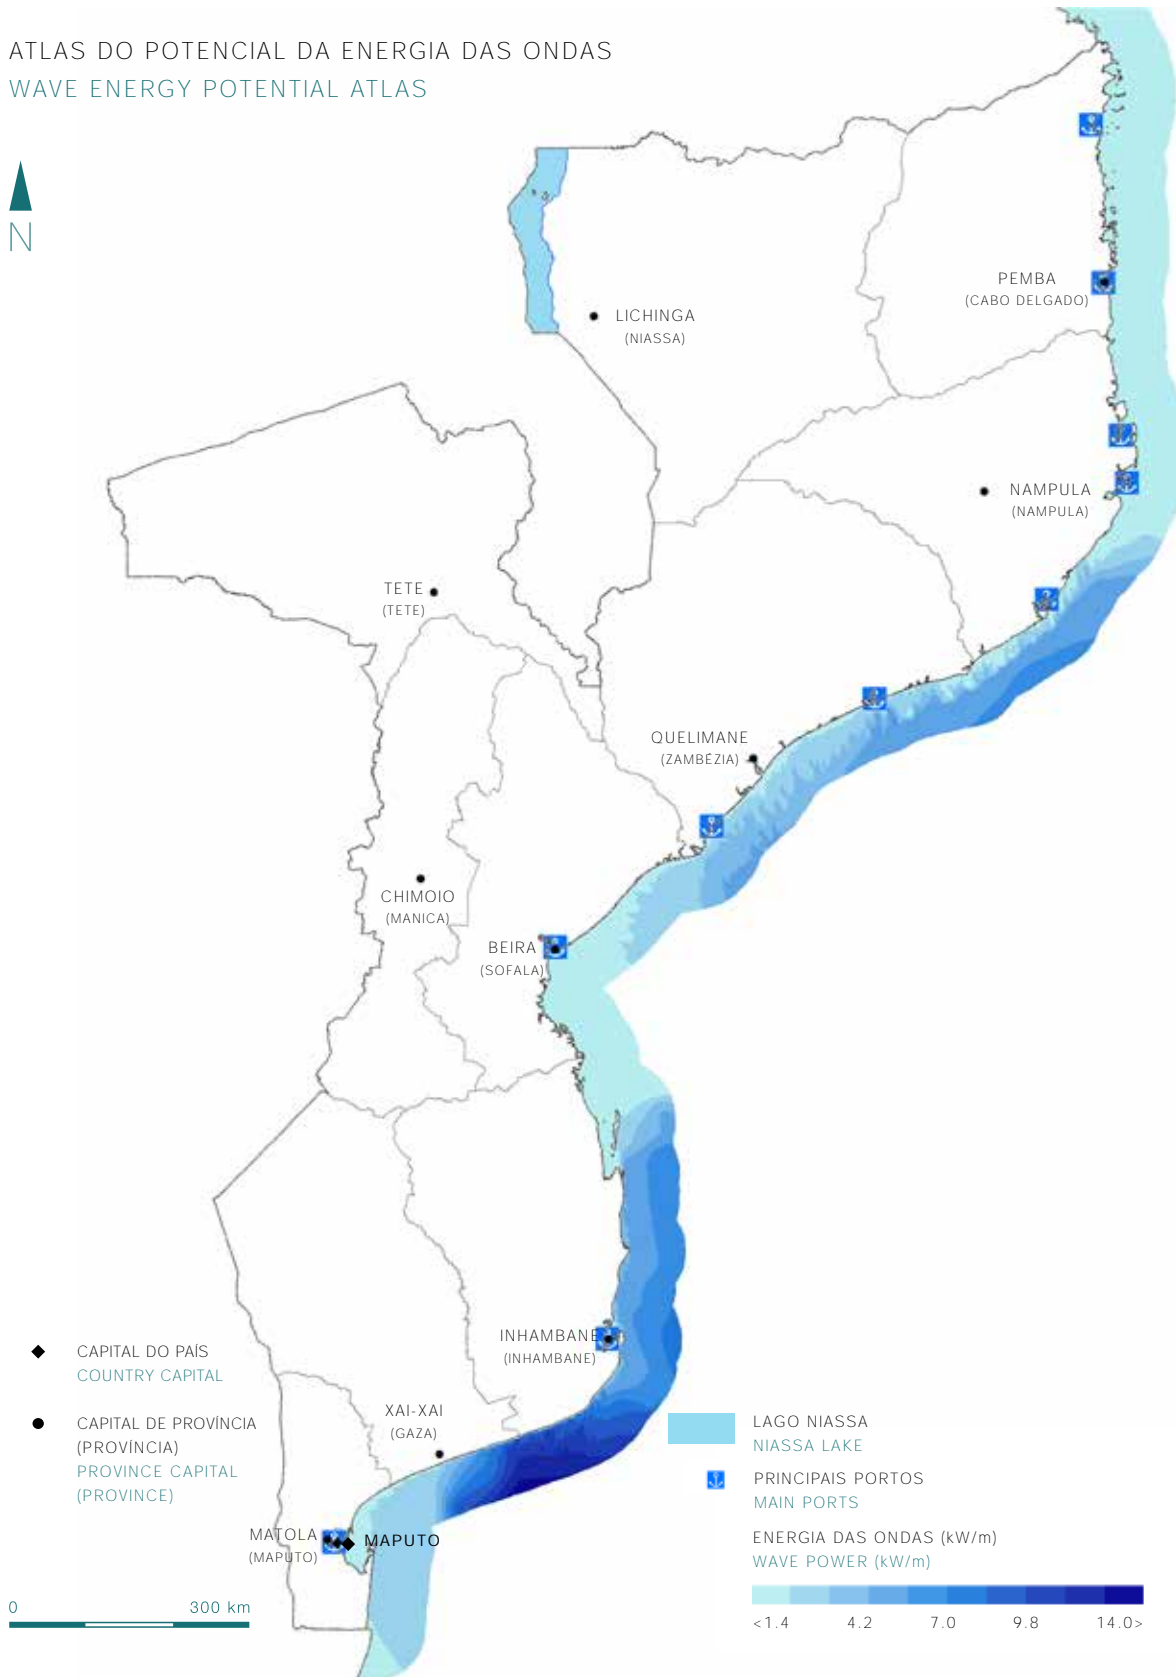 ATLAS DO POTENCIAL DA ENERGIA DAS ONDAS
WAVE ENERGY POTENTIAL ATLAS
N
PEMBA
(CABO DELGADO)
LICHINGA
(NIASSA)
NAMPULA
(NAMPULA)
TETE
(TETE)
QUELIMANE
(ZAMBÉZIA)
CHIMOIO
(MANICA)
BEIRA
(SOFALA)
INHAMBANE
(INHAMBANE)
XAI-XAI
(GAZA)
MATOLA
(MAPUTO)
MAPUTO
CAPITAL DO PAÍS
COUNTRY CAPITAL
CAPITAL DE PROVÍNCIA
(PROVÍNCIA)
PROVINCE CAPITAL
(PROVINCE)
0 300 km
LAGO NIASSA
NIASSA LAKE
PRINCIPAIS PORTOS
MAIN PORTS
ENERGIA DAS ONDAS (kW/m)
WAVE POWER (kW/m)
<1.4 4.2 7.0 9.8 14.0>